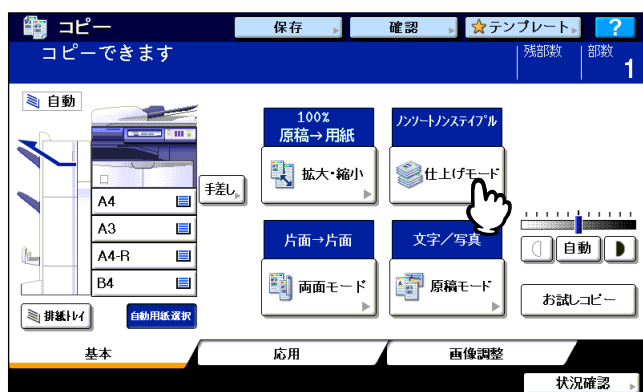 コピー
保存
確認
テンプレート
?
コピーできます
残部数
部数
1
自動
100%
原稿→用紙
ノンソートノンステイプル
拡大・縮小
仕上げモード
手差し
A4
A3
A4-R
B4
片面→片面
文字/写真
両面モード
原稿モード
自動
お試しコピー
排紙トレイ
自動用紙選択
基本
応用
画像調整
状況確認